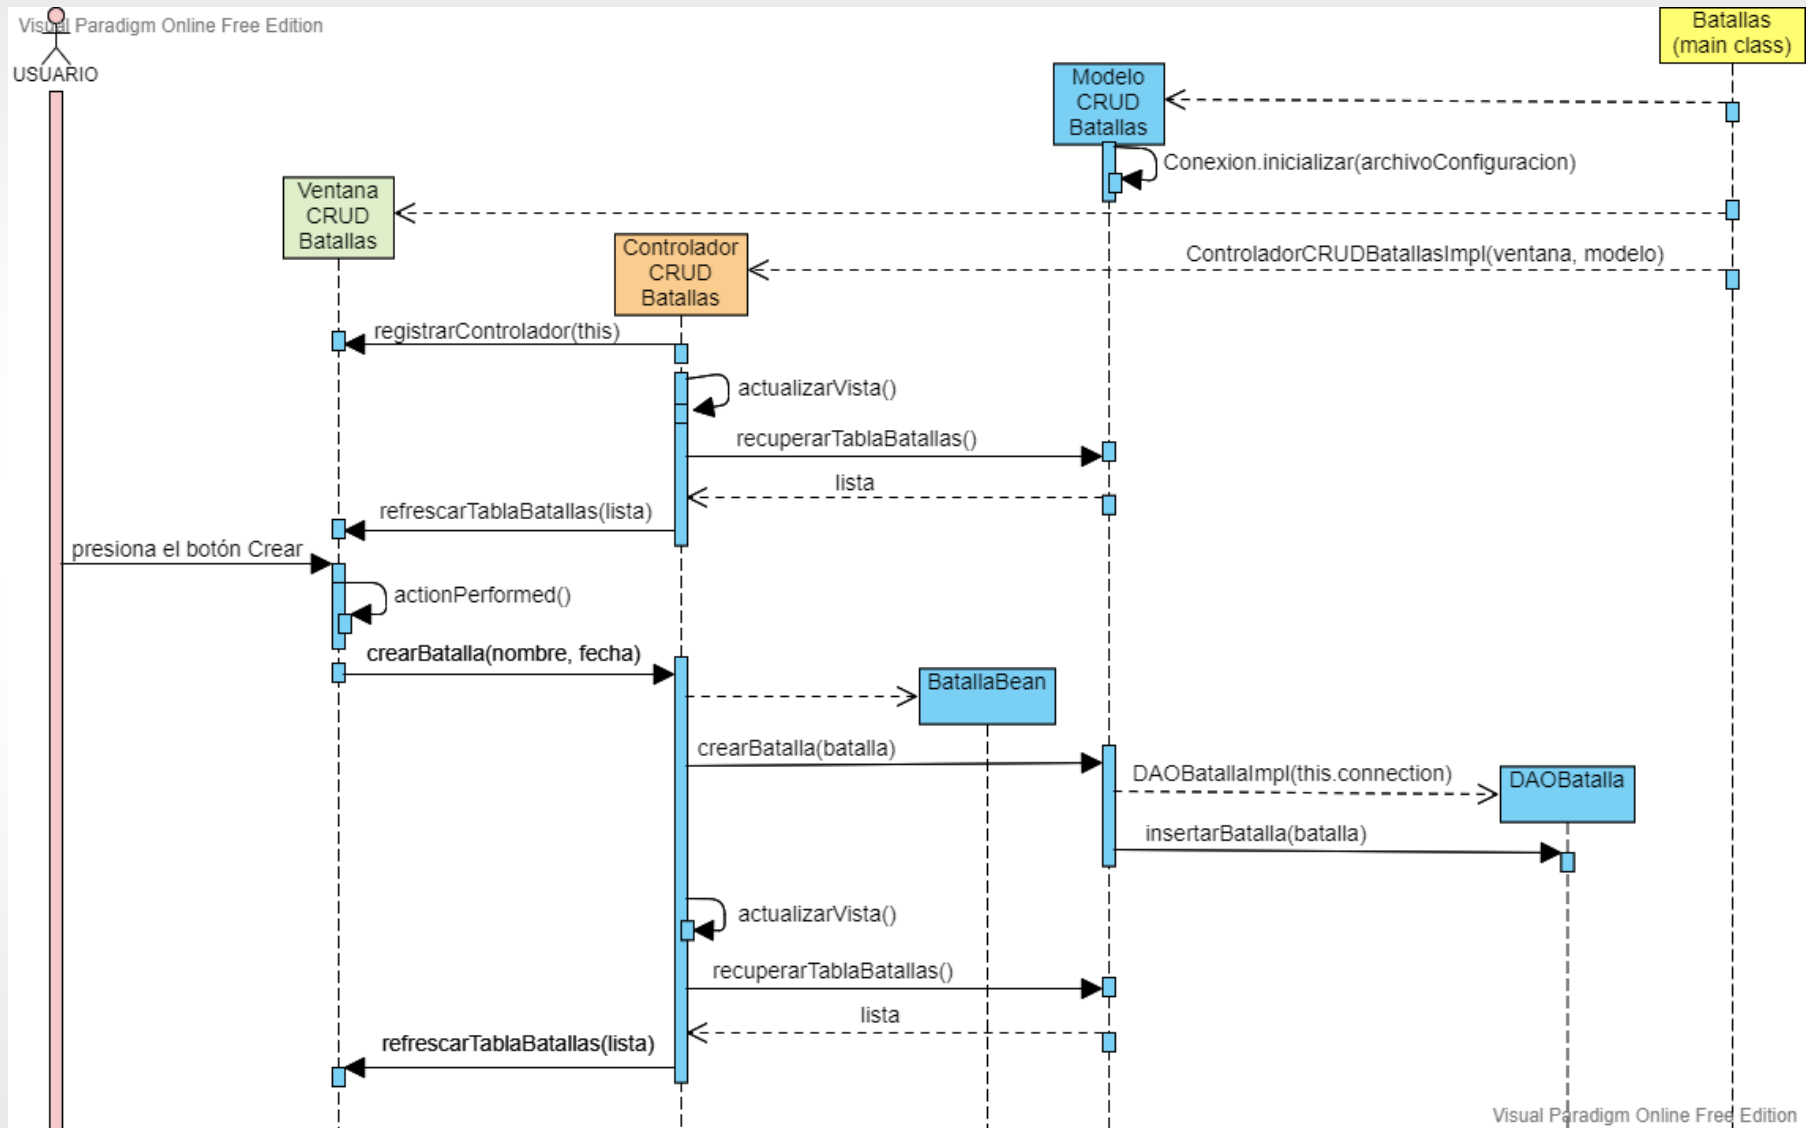 Visual Paradigm Online Free Edition
USUARIO
Batallas
(main class)
Modelo
CRUD
Batallas
Conexion.inicializar(archivoConfiguracion)
Ventana
CRUD
Batallas
Controlador
CRUD
Batallas
ControladorCRUDBatallasImpl(ventana, modelo)
registrarControlador(this)
actualizarVista()
recuperarTablaBatallas()
lista
refrescarTablaBatallas(lista)
presiona el botón Crear
actionPerformed()
crearBatalla(nombre, fecha)
BatallaBean
crearBatalla(batalla)
DAOBatallaImpl(this.connection)
DAOBatalla
insertarBatalla(batalla)
actualizarVista()
recuperarTablaBatallas()
lista
refrescarTablaBatallas(lista)
Visual Paradigm Online Free Edition